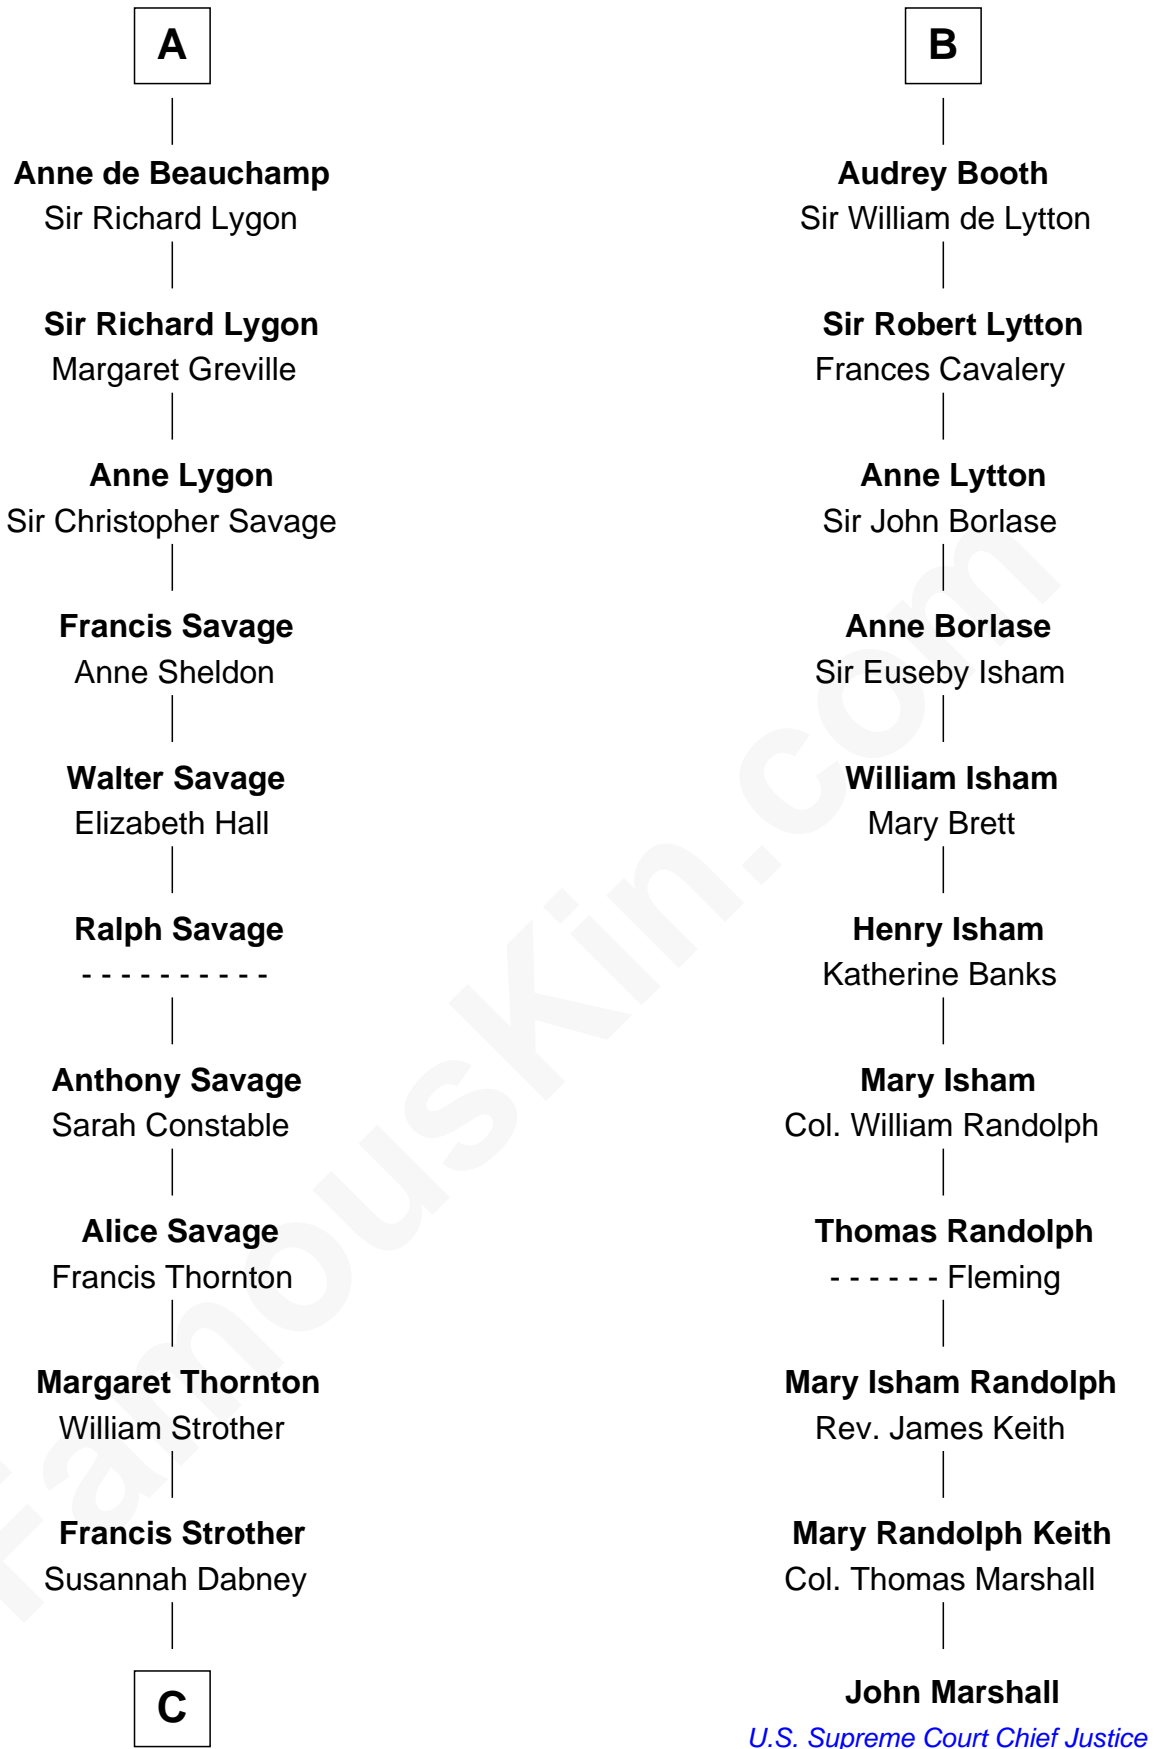 A
Anne de Beauchamp
Sir Richard Lygon
Sir Richard Lygon
Margaret Greville
Anne Lygon
Sir Christopher Savage
Francis Savage
Anne Sheldon
Walter Savage
Elizabeth Hall
Ralph Savage
- - - - - - - - - -
Anthony Savage
Sarah Constable
Alice Savage
Francis Thornton
Margaret Thornton
William Strother
Francis Strother
Susannah Dabney
C
B
Audrey Booth
Sir William de Lytton
Sir Robert Lytton
Frances Cavalery
Anne Lytton
Sir John Borlase
Anne Borlase
Sir Euseby Isham
William Isham
Mary Brett
Henry Isham
Katherine Banks
Mary Isham
Col. William Randolph
Thomas Randolph
- - - - - - Fleming
Mary Isham Randolph
Rev. James Keith
Mary Randolph Keith
Col. Thomas Marshall
John Marshall
U.S. Supreme Court Chief Justice
FamousKin.com